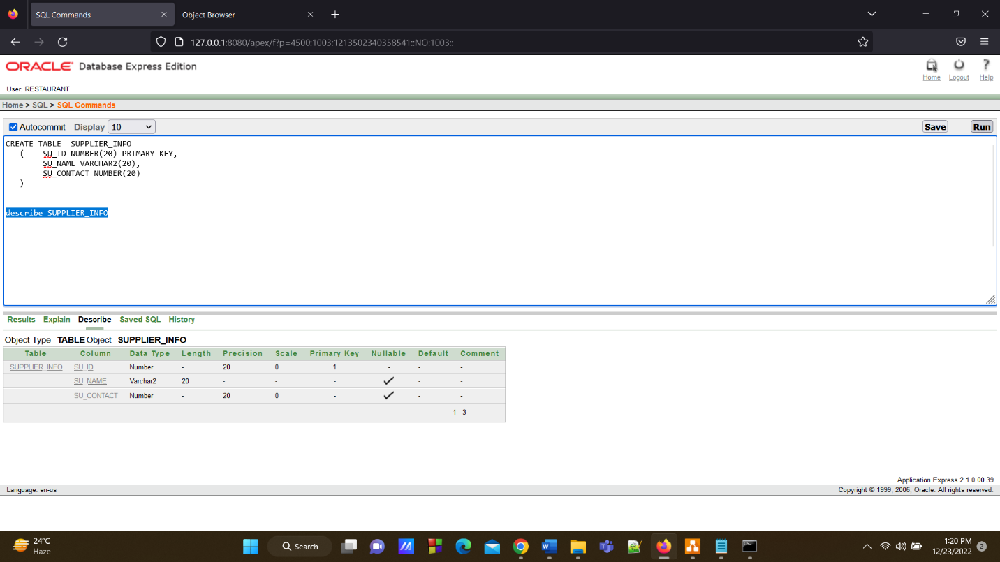 SQL Commands
Object Browser
127.0.0.1:8080/apex/f?p=4500:1003:1213502340358541::NO:1003::
ORACLE Database Express Edition
Home Logout Help
User: RESTAURANT
Home > SQL > SQL Commands
Autocommit Display 10 Save Run
CREATE TABLE SUPPLIER_INFO
( SU_ID NUMBER(20) PRIMARY KEY,
SU_NAME VARCHAR2(20),
SU_CONTACT NUMBER(20)
)
describe SUPPLIER_INFO
Results Explain Describe Saved SQL History
Object Type TABLE Object SUPPLIER_INFO
Table Column Data Type Length Precision Scale Primary Key Nullable Default Comment
SUPPLIER_INFO SU_ID Number - 20 0 1 - - -
SU_NAME Varchar2 20 - - - ✓ - -
SU_CONTACT Number - 20 0 - ✓ - -
1 - 3
Application Express 2.1.0.00.39
Language: en-us Copyright © 1999, 2006, Oracle. All rights reserved.
24°C
Haze
Search
1:20 PM
12/23/2022
2